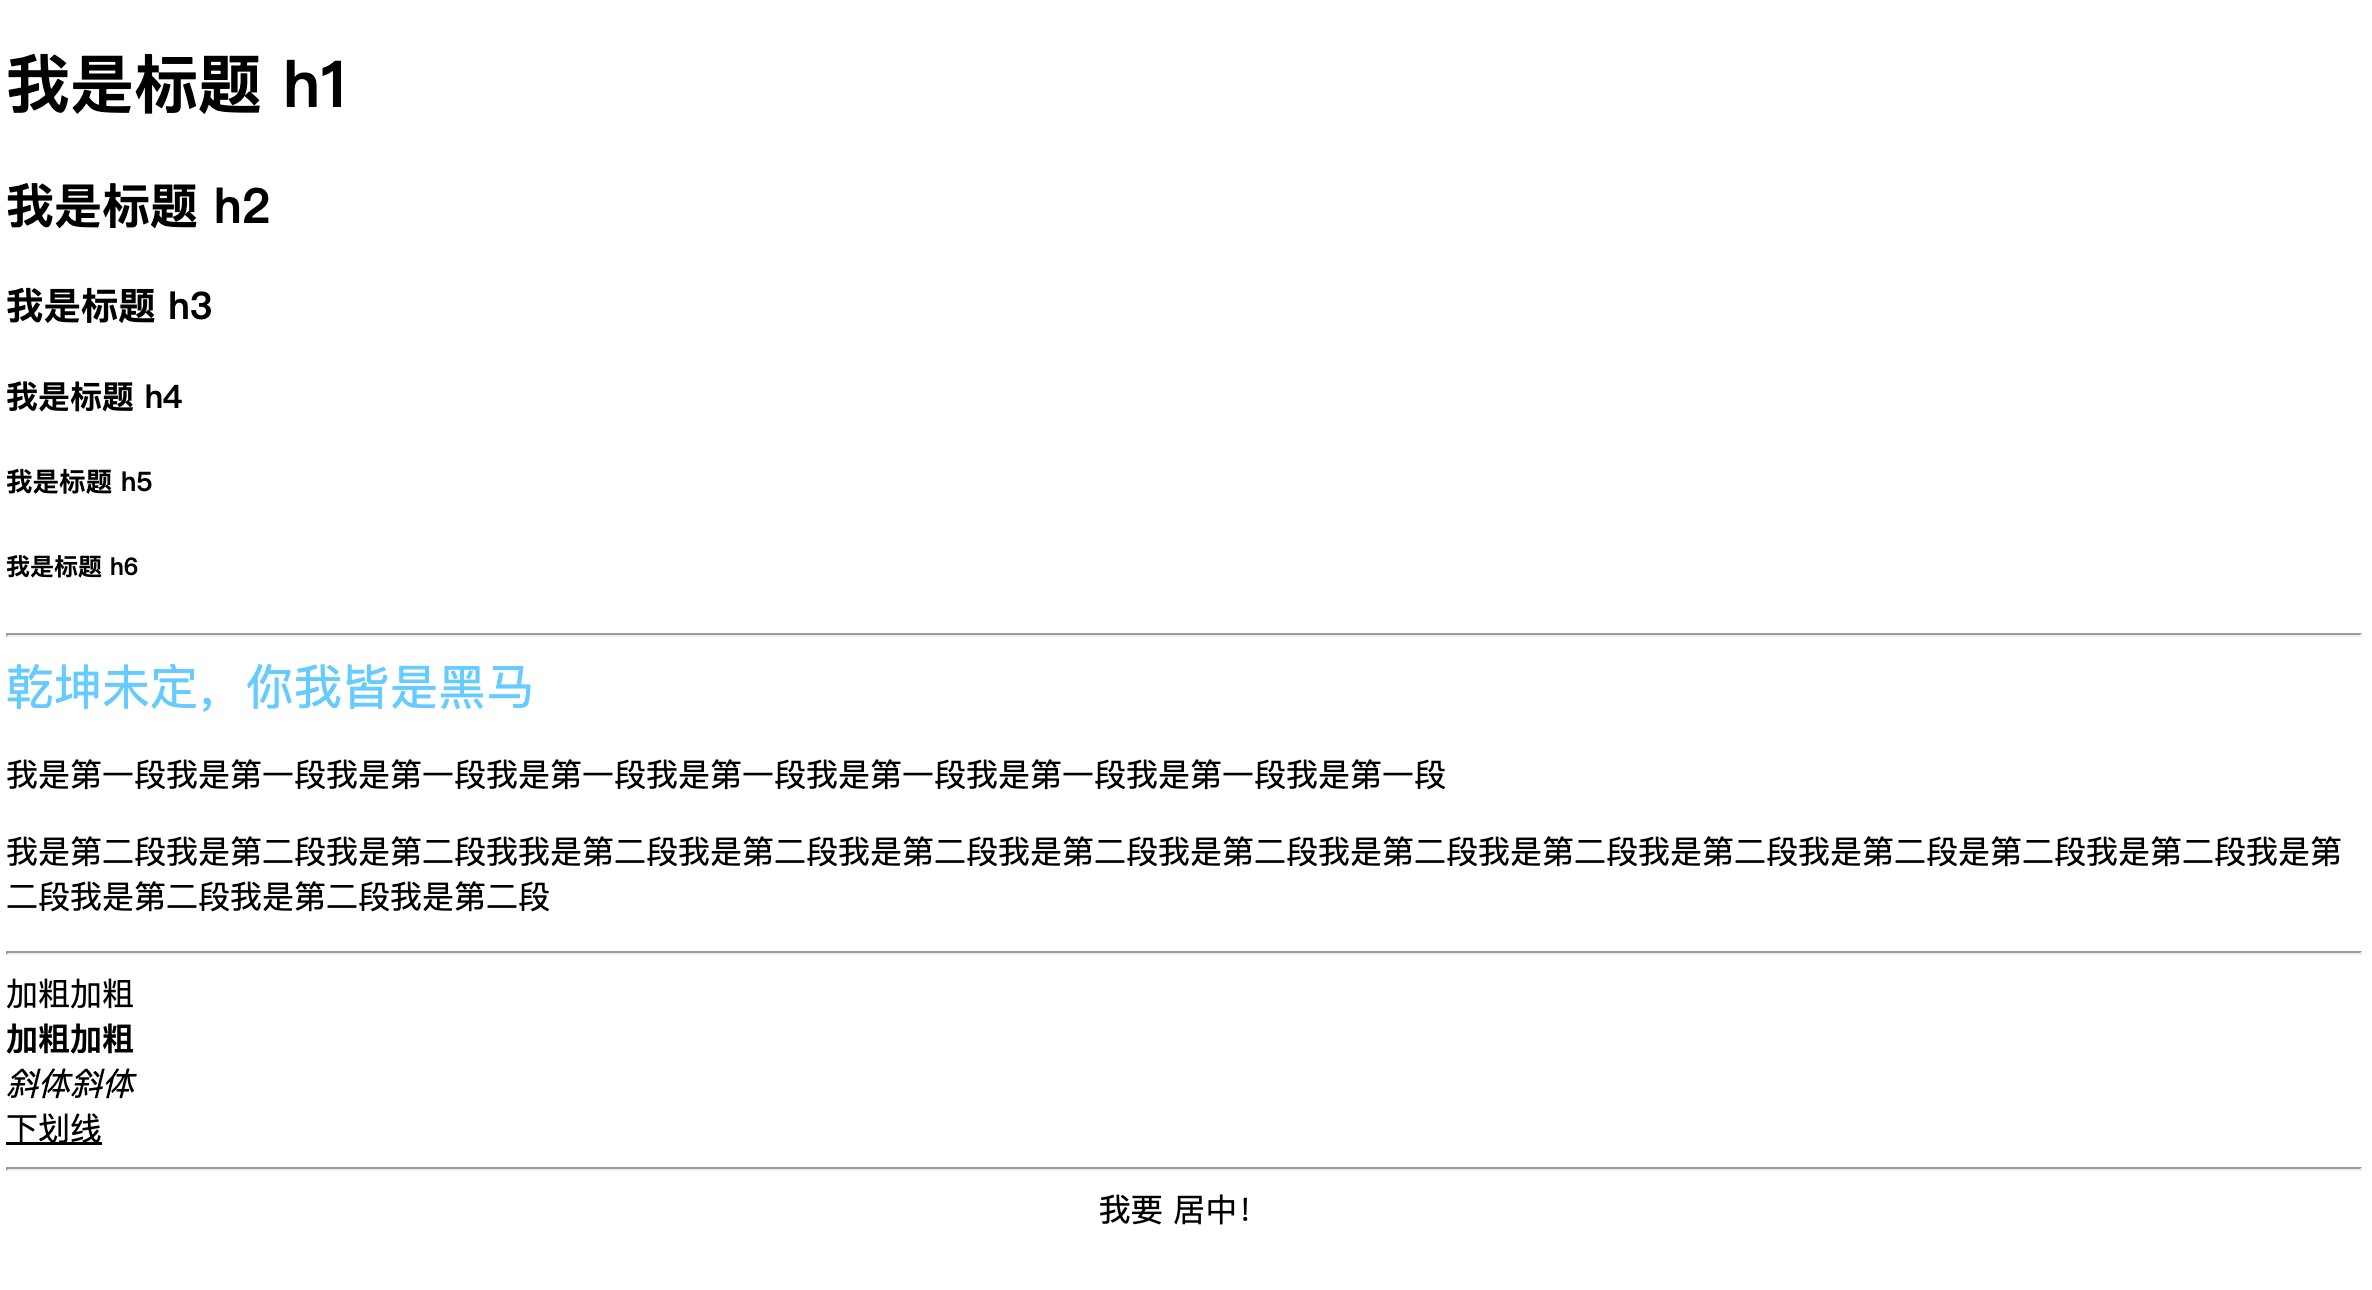 我是标题 h1
我是标题 h2
我是标题 h3
我是标题 h4
我是标题 h5
我是标题 h6
乾坤未定，你我皆是黑马
我是第一段我是第一段我是第一段我是第一段我是第一段我是第一段我是第一段我是第一段我是第一段
我是第二段我是第二段我是第二段我我是第二段我是第二段我是第二段我是第二段我是第二段我是第二段我是第二段我是第二段我是第二段是第二段我是第二段我是第
二段我是第二段我是第二段我是第二段
加粗加粗
加粗加粗
斜体斜体
下划线
我要 居中！